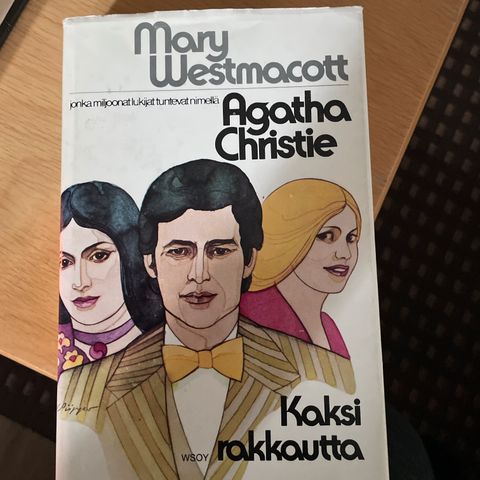 Mary
Westmacott
jonka miljoonat lukijat tuntevat nimellä
Agatha
Christie
Kaksi
rakkautta
WSOY